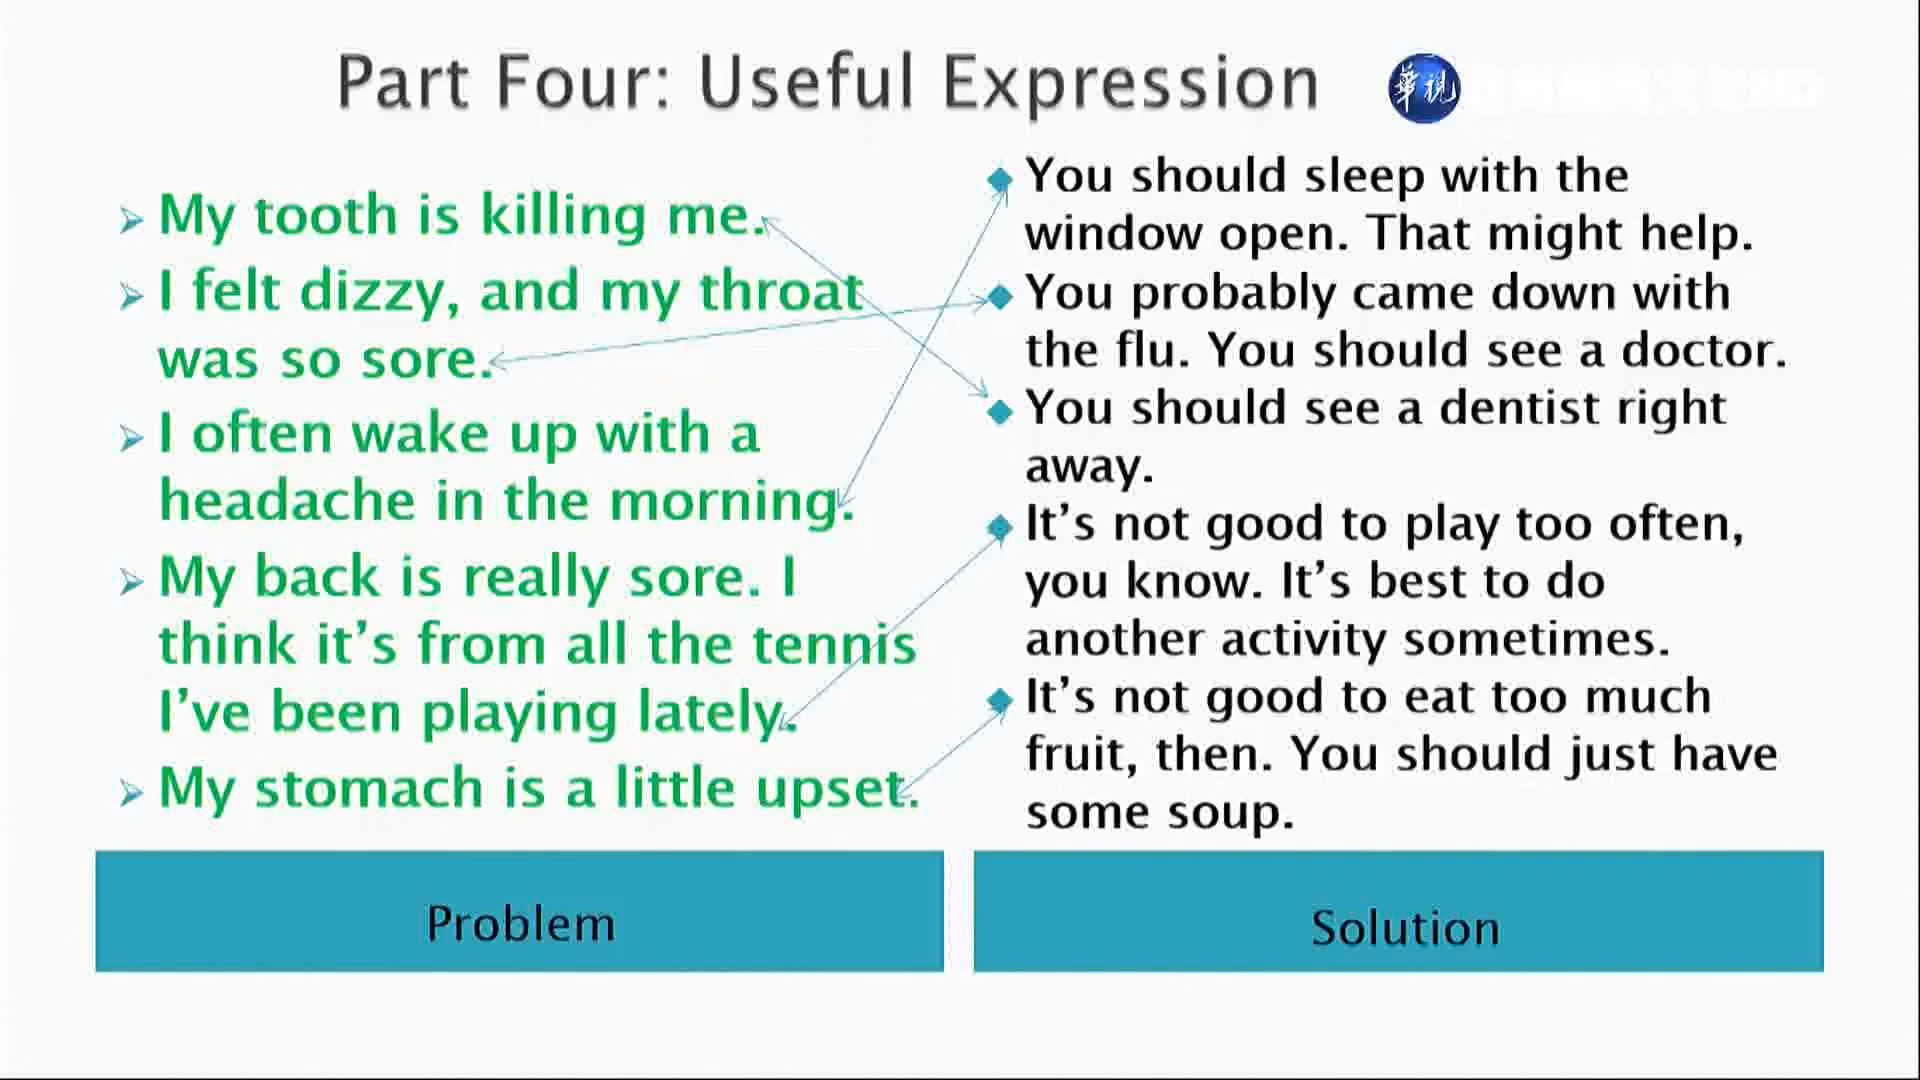 Part Four: Useful Expression
華視
My tooth is killing me.
I felt dizzy, and my throat
was so sore.
I often wake up with a
headache in the morning.
My back is really sore. I
think it's from all the tennis
I've been playing lately.
My stomach is a little upset.
Problem
You should sleep with the
window open. That might help.
You probably came down with
the flu. You should see a doctor.
You should see a dentist right
away.
It's not good to play too often,
you know. It's best to do
another activity sometimes.
It's not good to eat too much
fruit, then. You should just have
some soup.
Solution